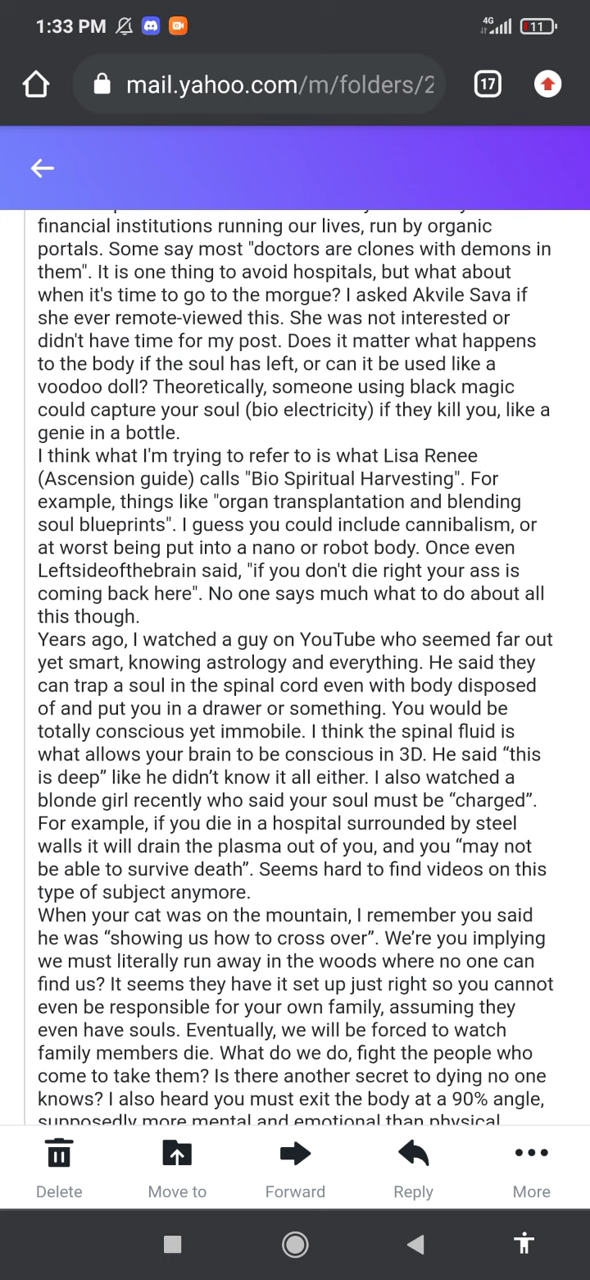 1:33 PM
4G
11
mail.yahoo.com/m/folders/2
17
financial institutions running our lives, run by organic
portals. Some say most "doctors are clones with demons in
them". It is one thing to avoid hospitals, but what about
when it's time to go to the morgue? I asked Akvile Sava if
she ever remote-viewed this. She was not interested or
didn't have time for my post. Does it matter what happens
to the body if the soul has left, or can it be used like a
voodoo doll? Theoretically, someone using black magic
could capture your soul (bio electricity) if they kill you, like a
genie in a bottle.
I think what I'm trying to refer to is what Lisa Renee
(Ascension guide) calls "Bio Spiritual Harvesting". For
example, things like "organ transplantation and blending
soul blueprints". I guess you could include cannibalism, or
at worst being put into a nano or robot body. Once even
Leftsideofthebrain said, "if you don't die right your ass is
coming back here". No one says much what to do about all
this though.
Years ago, I watched a guy on YouTube who seemed far out
yet smart, knowing astrology and everything. He said they
can trap a soul in the spinal cord even with body disposed
of and put you in a drawer or something. You would be
totally conscious yet immobile. I think the spinal fluid is
what allows your brain to be conscious in 3D. He said “this
is deep” like he didn’t know it all either. I also watched a
blonde girl recently who said your soul must be “charged”.
For example, if you die in a hospital surrounded by steel
walls it will drain the plasma out of you, and you “may not
be able to survive death”. Seems hard to find videos on this
type of subject anymore.
When your cat was on the mountain, I remember you said
he was “showing us how to cross over”. We’re you implying
we must literally run away in the woods where no one can
find us? It seems they have it set up just right so you cannot
even be responsible for your own family, assuming they
even have souls. Eventually, we will be forced to watch
family members die. What do we do, fight the people who
come to take them? Is there another secret to dying no one
knows? I also heard you must exit the body at a 90% angle,
supposedly more mental and emotional than physical
Delete
Move to
Forward
Reply
More